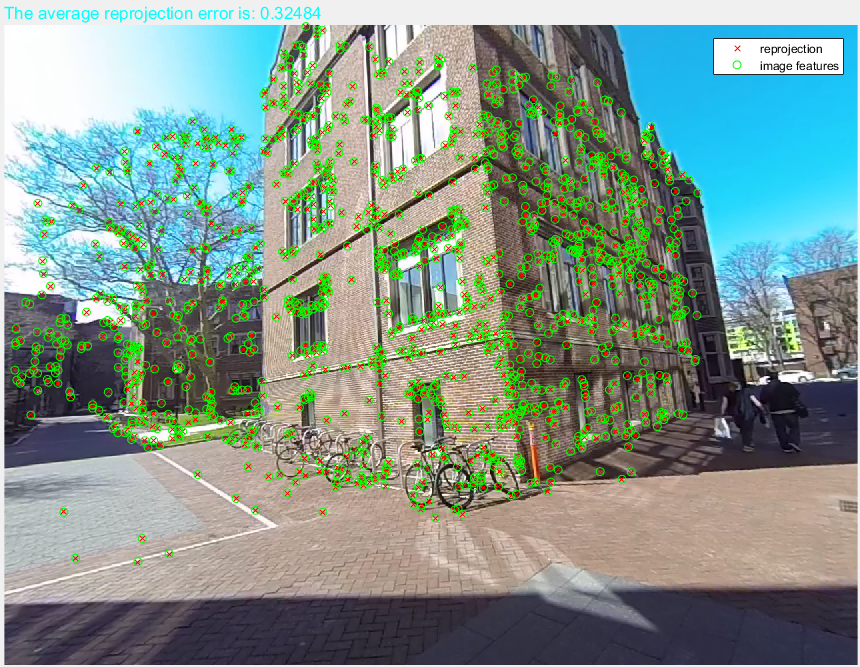 The average reprojection error is: 0.32484
reprojection
image features